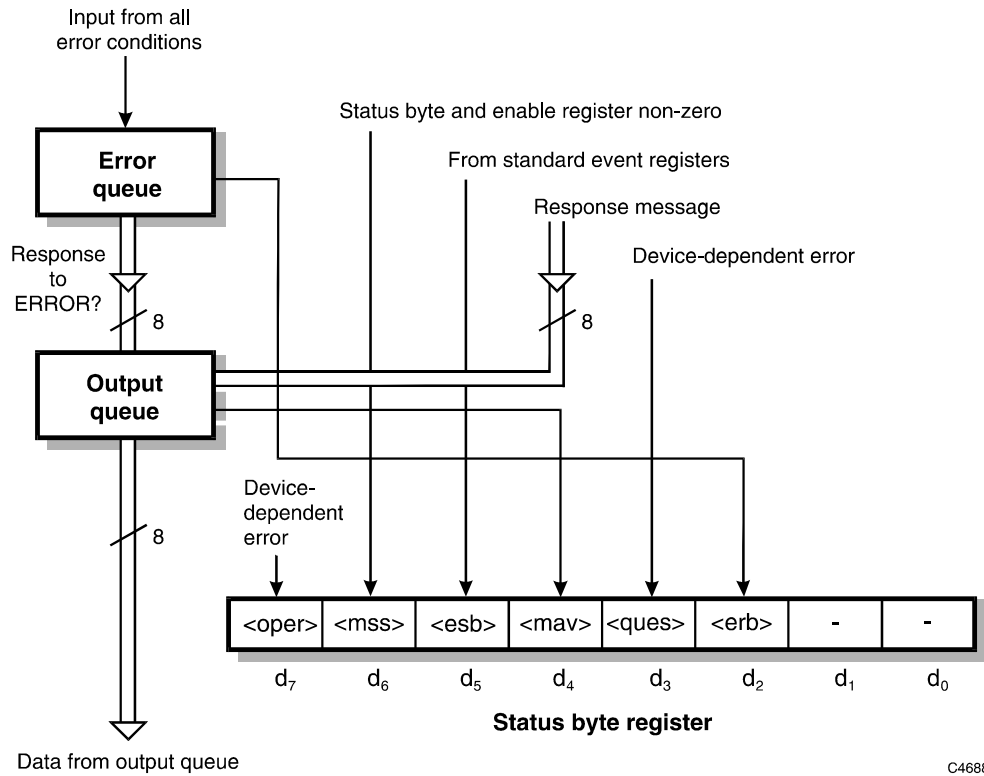 Input from all
error conditions
Status byte and enable register non-zero
From standard event registers
Response message
Device-dependent error
Error
queue
Response
to
ERROR?
8
8
Output
queue
Device-
dependent
error
8
<oper> <mss> <esb> <mav> <ques> <erb> - -
d7 d6 d5 d4 d3 d2 d1 d0
Status byte register
Data from output queue
C4688